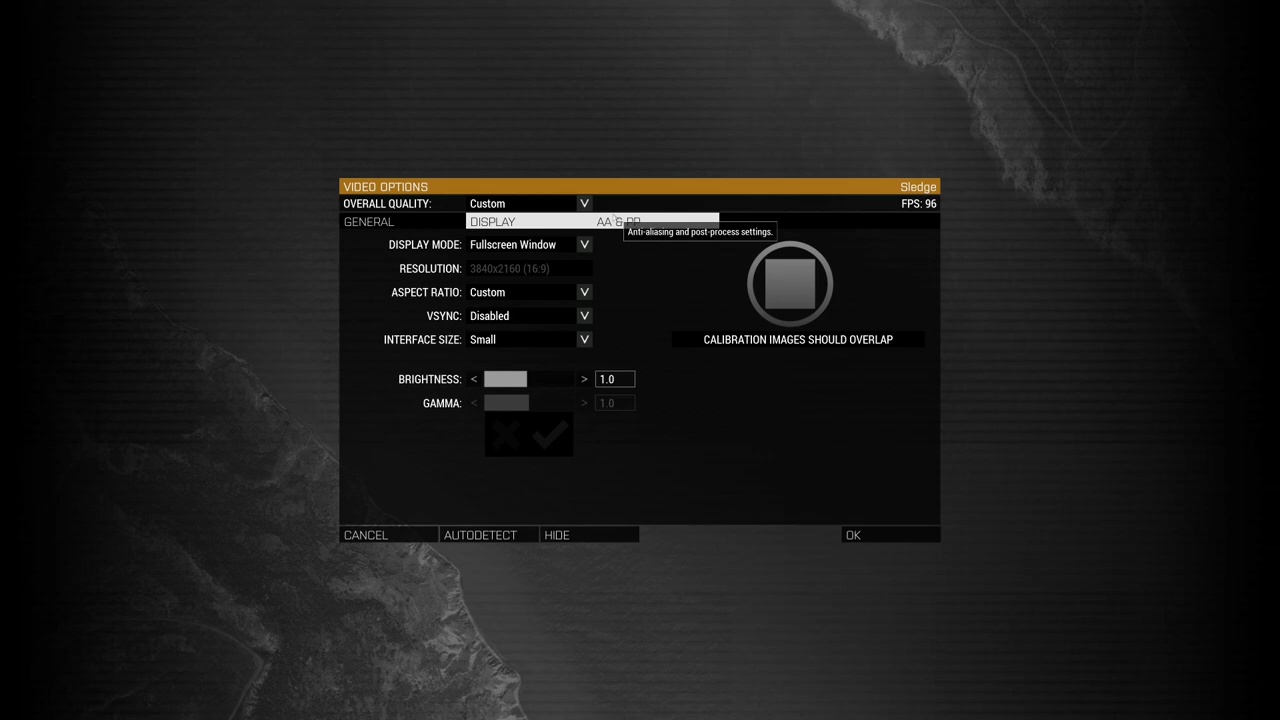 VIDEO OPTIONS Sledge
OVERALL QUALITY: Custom FPS: 96
GENERAL DISPLAY AA & PP
Anti-aliasing and post-process settings.
DISPLAY MODE: Fullscreen Window
RESOLUTION: 3840x2160 (16:9)
ASPECT RATIO: Custom
VSYNC: Disabled
INTERFACE SIZE: Small
CALIBRATION IMAGES SHOULD OVERLAP
BRIGHTNESS: < > 1.0
GAMMA: < > 1.0
CANCEL AUTODETECT HIDE OK